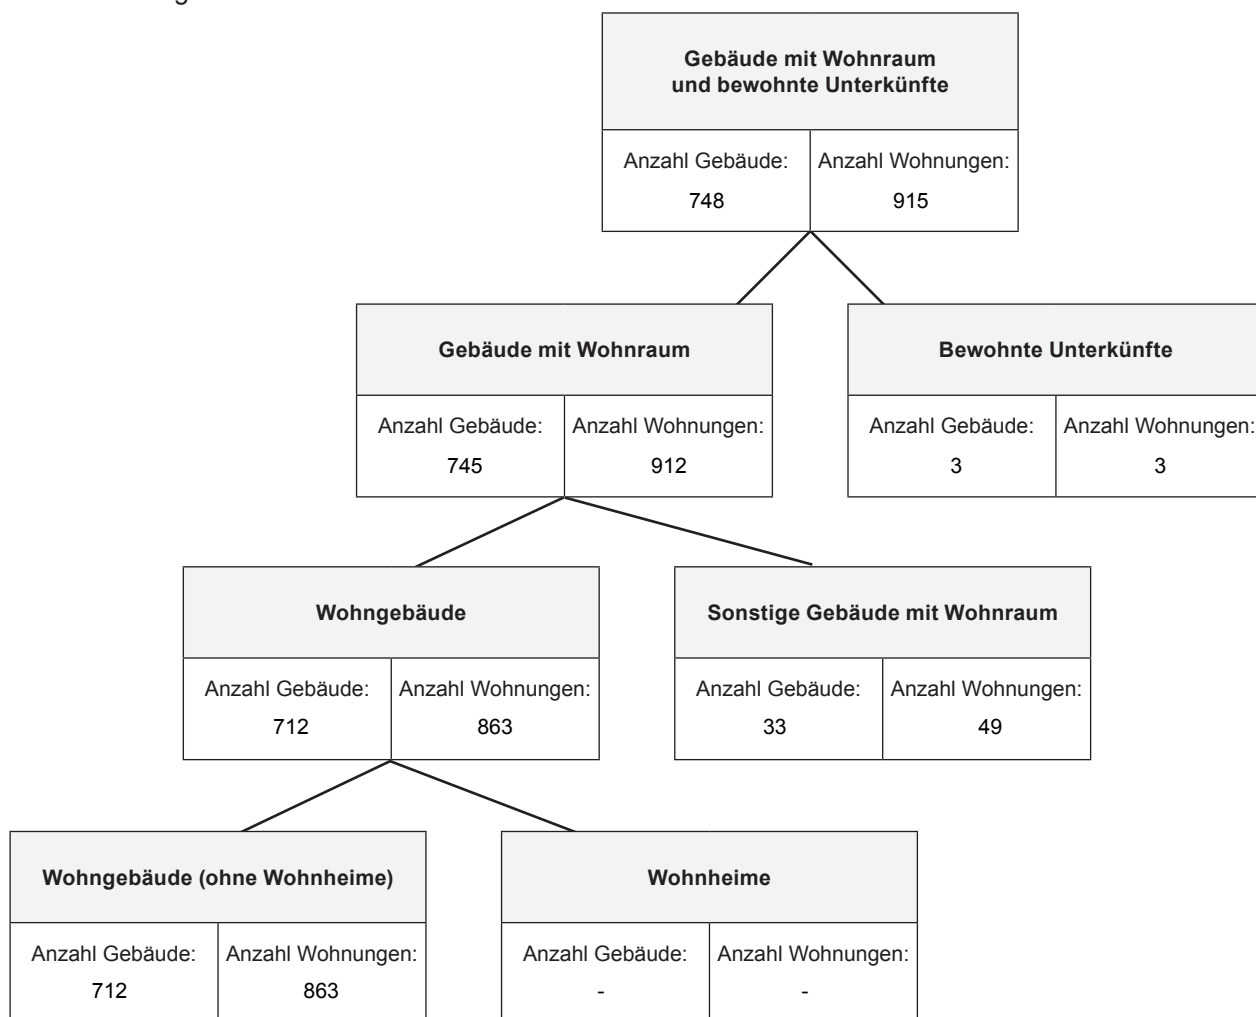 Gebäude mit Wohnraum
und bewohnte Unterkünfte
Anzahl Gebäude: Anzahl Wohnungen:
748 915
Gebäude mit Wohnraum
Anzahl Gebäude: Anzahl Wohnungen:
745 912
Bewohnte Unterkünfte
Anzahl Gebäude: Anzahl Wohnungen:
3 3
Wohngebäude
Anzahl Gebäude: Anzahl Wohnungen:
712 863
Sonstige Gebäude mit Wohnraum
Anzahl Gebäude: Anzahl Wohnungen:
33 49
Wohngebäude (ohne Wohnheime)
Anzahl Gebäude: Anzahl Wohnungen:
712 863
Wohnheime
Anzahl Gebäude: Anzahl Wohnungen:
- -